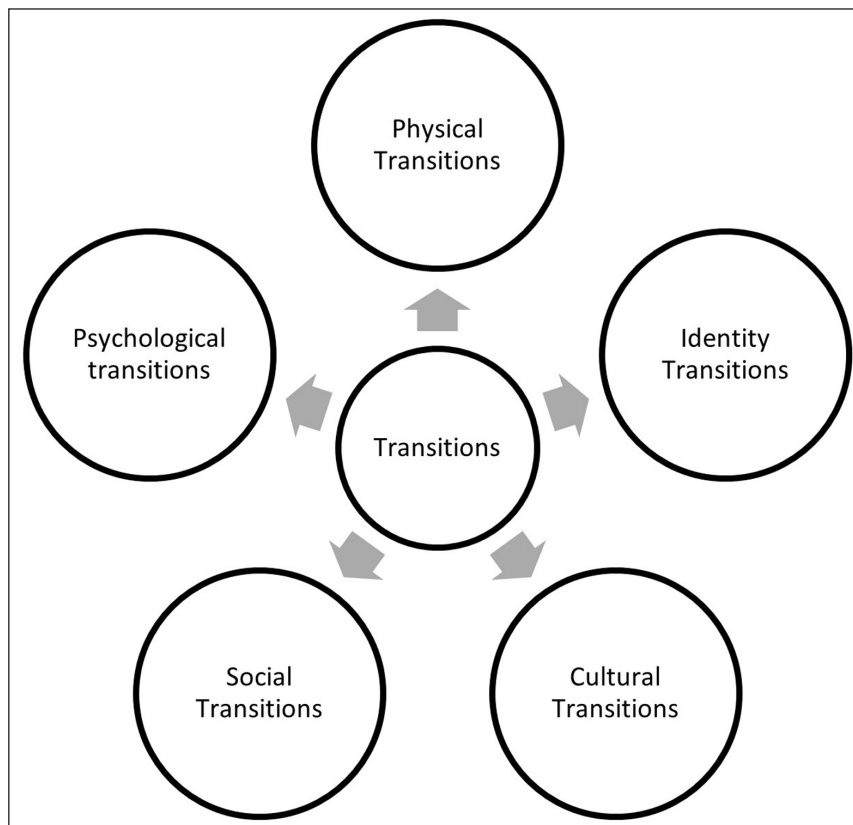 Physical
Transitions
Psychological
transitions
Identity
Transitions
Transitions
Social
Transitions
Cultural
Transitions